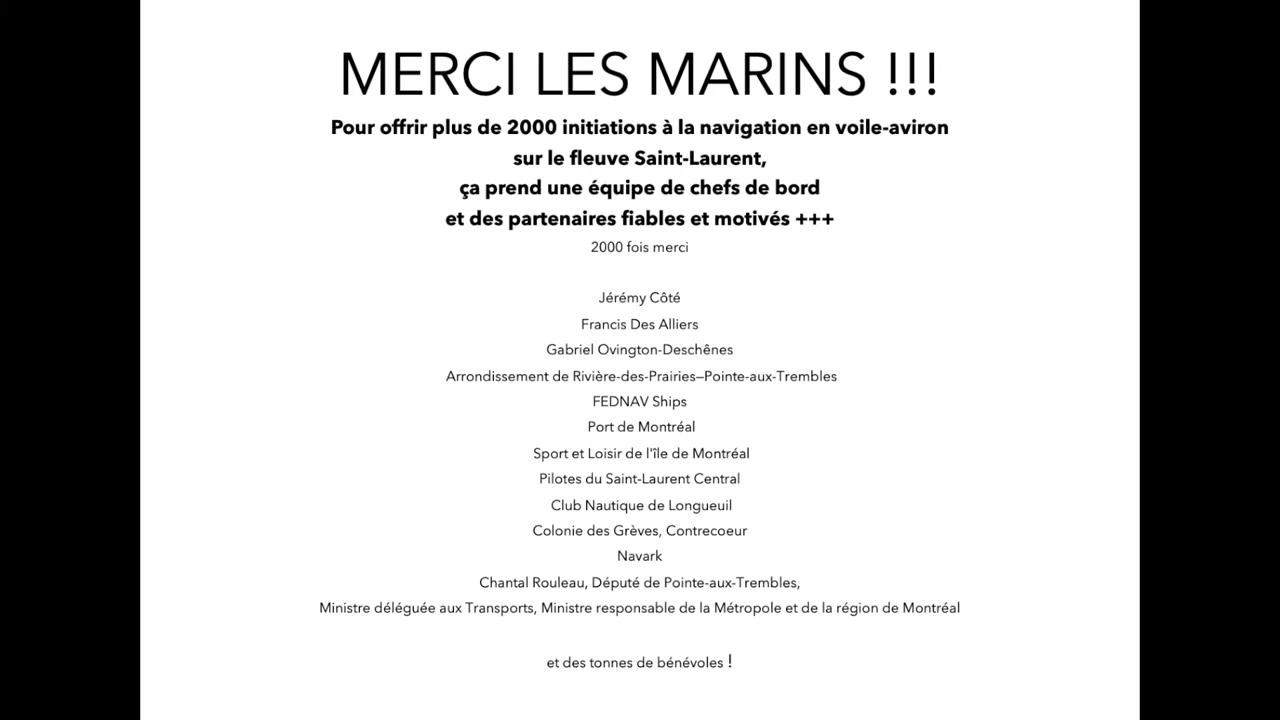 MERCI LES MARINS !!!
Pour offrir plus de 2000 initiations à la navigation en voile-aviron
sur le fleuve Saint-Laurent,
ça prend une équipe de chefs de bord
et des partenaires fiables et motivés +++
2000 fois merci
Jérémy Côté
Francis Des Alliers
Gabriel Ovington-Deschênes
Arrondissement de Rivière-des-Prairies–Pointe-aux-Trembles
FEDNAV Ships
Port de Montréal
Sport et Loisir de l'île de Montréal
Pilotes du Saint-Laurent Central
Club Nautique de Longueuil
Colonie des Grèves, Contrecoeur
Navark
Chantal Rouleau, Député de Pointe-aux-Trembles,
Ministre déléguée aux Transports, Ministre responsable de la Métropole et de la région de Montréal
et des tonnes de bénévoles !